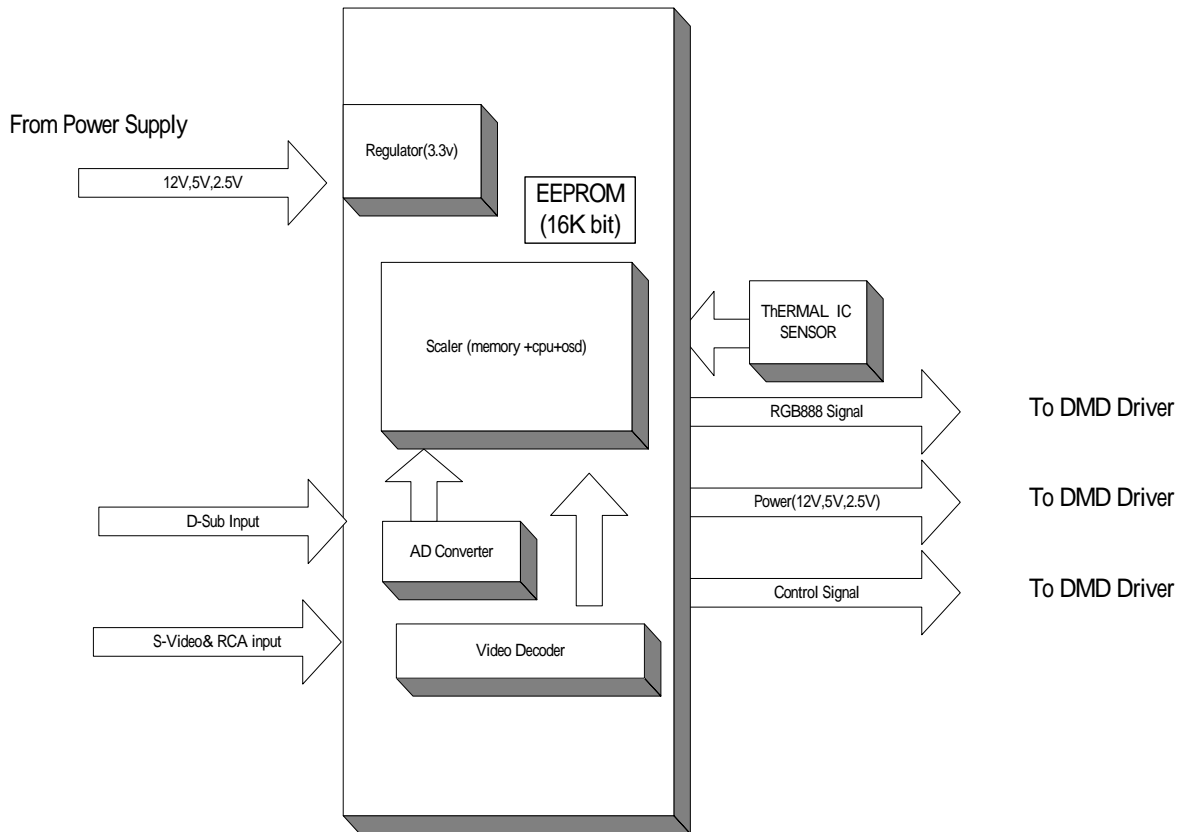 From Power Supply
12V,5V,2.5V
Regulator(3.3v)
EEPROM
(16K bit)
Scaler (memory +cpu+osd)
ThERMAL IC
SENSOR
RGB888 Signal
To DMD Driver
Power(12V,5V,2.5V)
To DMD Driver
D-Sub Input
AD Converter
Control Signal
To DMD Driver
S-Video& RCA input
Video Decoder